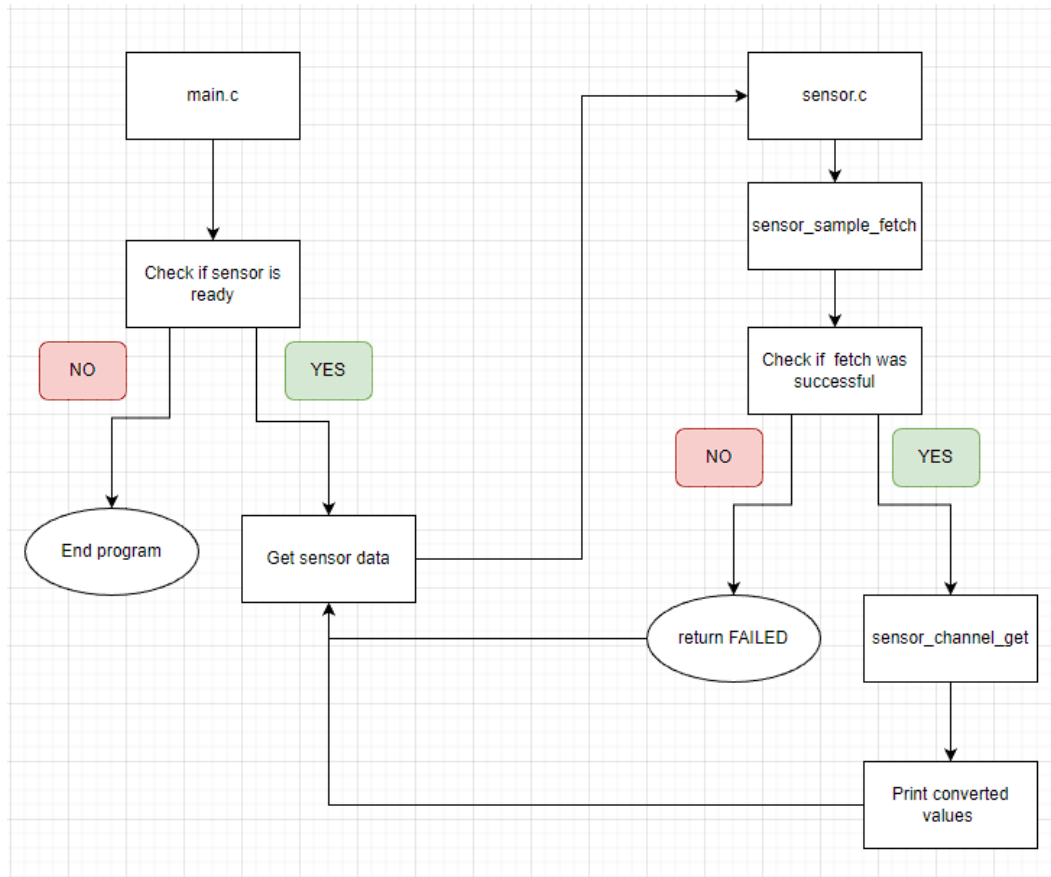 main.c
Check if sensor is
ready
NO
YES
End program
Get sensor data
sensor.c
sensor_sample_fetch
Check if fetch was
successful
NO
YES
return FAILED
sensor_channel_get
Print converted
values